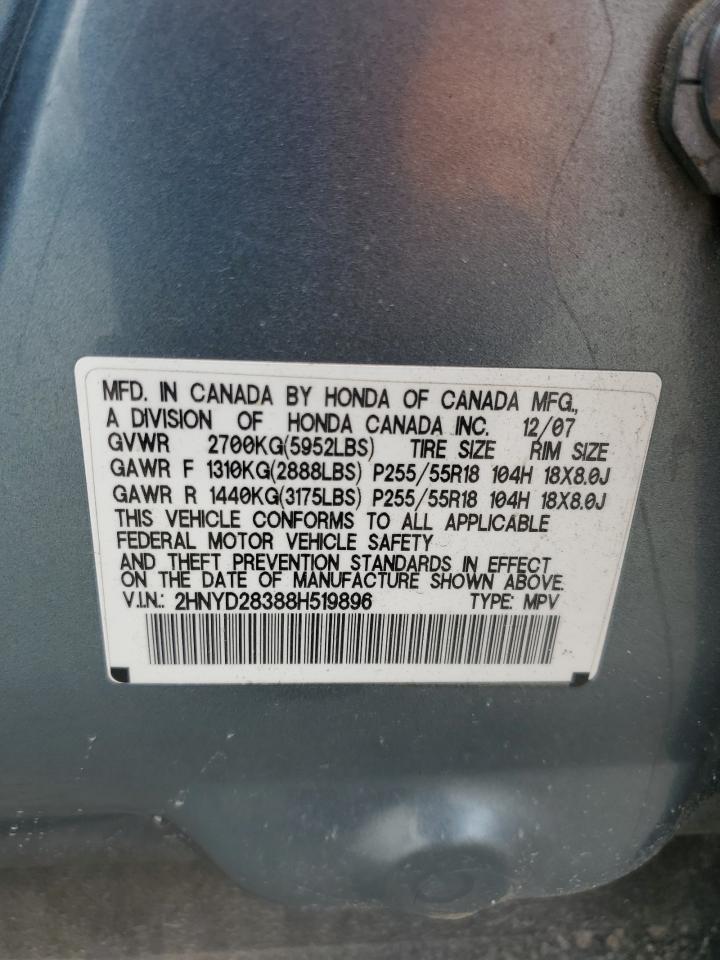 MFD. IN CANADA BY HONDA OF CANADA MFG.,
A DIVISION OF HONDA CANADA INC. 12/07
GVWR 2700KG(5952LBS) TIRE SIZE RIM SIZE
GAWR F 1310KG(2888LBS) P255/55R18 104H 18X8.0J
GAWR R 1440KG(3175LBS) P255/55R18 104H 18X8.0J
THIS VEHICLE CONFORMS TO ALL APPLICABLE
FEDERAL MOTOR VEHICLE SAFETY
AND THEFT PREVENTION STANDARDS IN EFFECT
ON THE DATE OF MANUFACTURE SHOWN ABOVE.
V.I.N.: 2HNYD28388H519896 TYPE: MPV